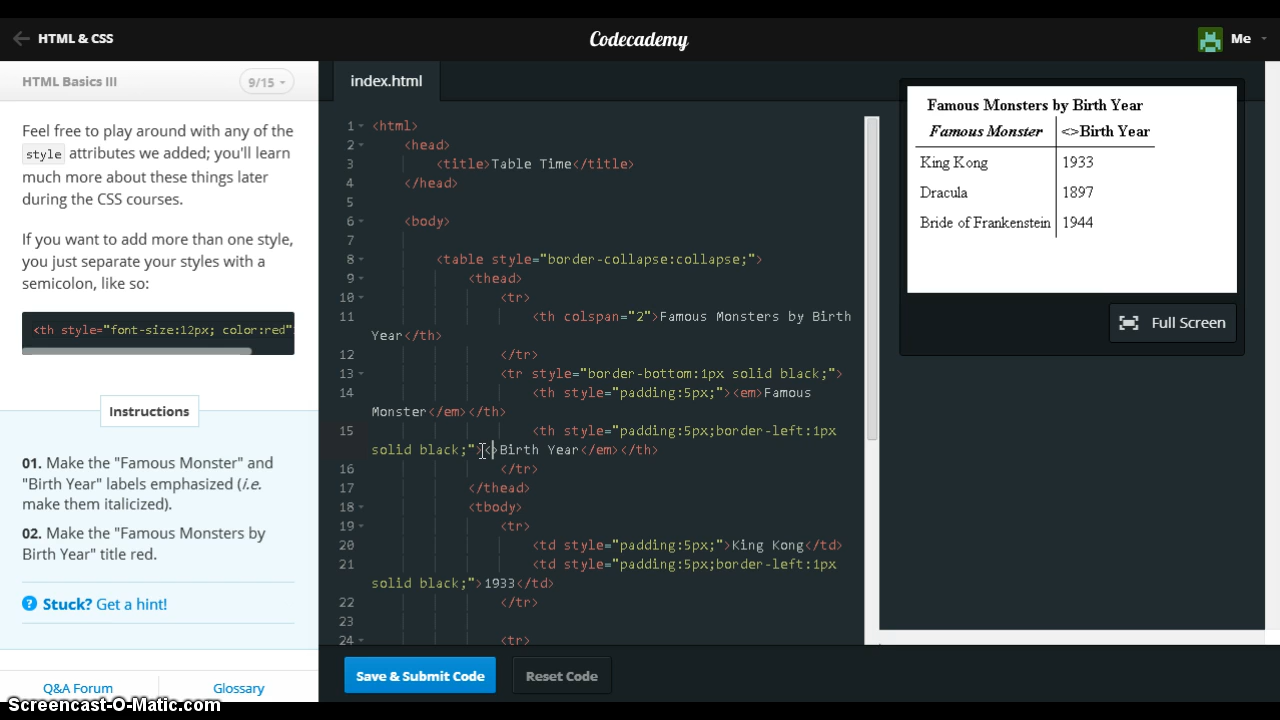 HTML & CSS
Codecademy
Me
HTML Basics III
9/15
index.html
Feel free to play around with any of the
style attributes we added; you'll learn
much more about these things later
during the CSS courses.
If you want to add more than one style,
you just separate your styles with a
semicolon, like so:
<th style="font-size:12px; color:red"
Instructions
01. Make the "Famous Monster" and
"Birth Year" labels emphasized (i.e.
make them italicized).
02. Make the "Famous Monsters by
Birth Year" title red.
Stuck? Get a hint!
Q&A Forum
Glossary
1 <html>
2 <head>
3 <title>Table Time</title>
4 </head>
5
6 <body>
7
8 <table style="border-collapse:collapse;">
9 <thead>
10 <tr>
11 <th colspan="2">Famous Monsters by Birth
Year</th>
12 </tr>
13 <tr style="border-bottom:1px solid black;">
14 <th style="padding:5px;"><em>Famous
Monster</em></th>
15 <th style="padding:5px;border-left:1px
solid black;"><>Birth Year</em></th>
16 </tr>
17 </thead>
18 <tbody>
19 <tr>
20 <td style="padding:5px;">King Kong</td>
21 <td style="padding:5px;border-left:1px
solid black;">1933</td>
22 </tr>
23
24 <tr>
Save & Submit Code
Reset Code
Famous Monsters by Birth Year
Famous Monster <>Birth Year
King Kong 1933
Dracula 1897
Bride of Frankenstein 1944
Full Screen
Screencast-O-Matic.com